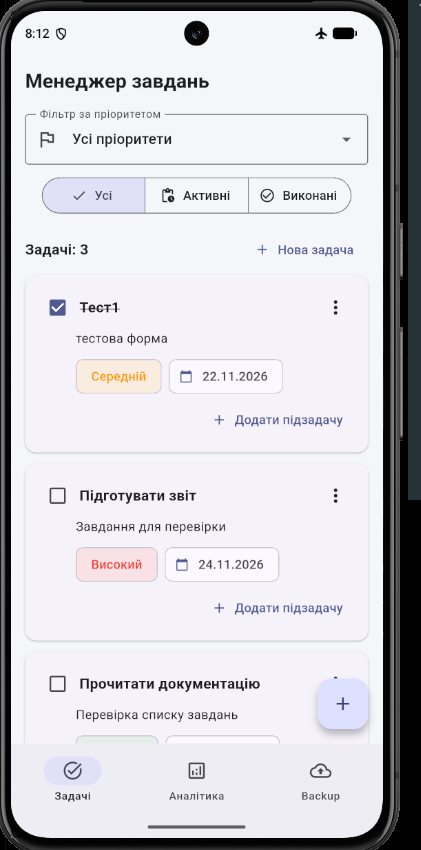 8:12
Менеджер завдань
Фільтр за пріоритетом
Усі пріоритети
Усі
Активні
Виконані
Задачі: 3
+ Нова задача
Тест1
тестова форма
Середній
22.11.2026
+ Додати підзадачу
Підготувати звіт
Завдання для перевірки
Високий
24.11.2026
+ Додати підзадачу
Прочитати документацію
Перевірка списку завдань
+
Задачі
Аналітика
Backup